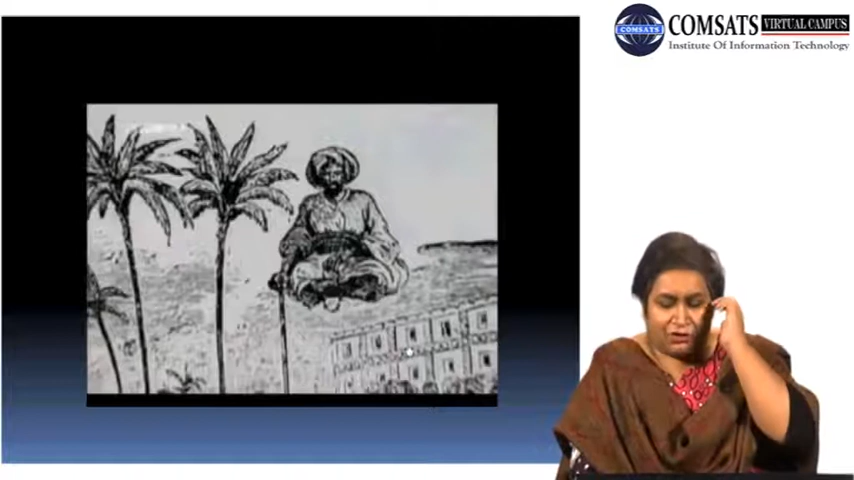 COMSATS
COMSATS VIRTUAL CAMPUS
Institute Of Information Technology